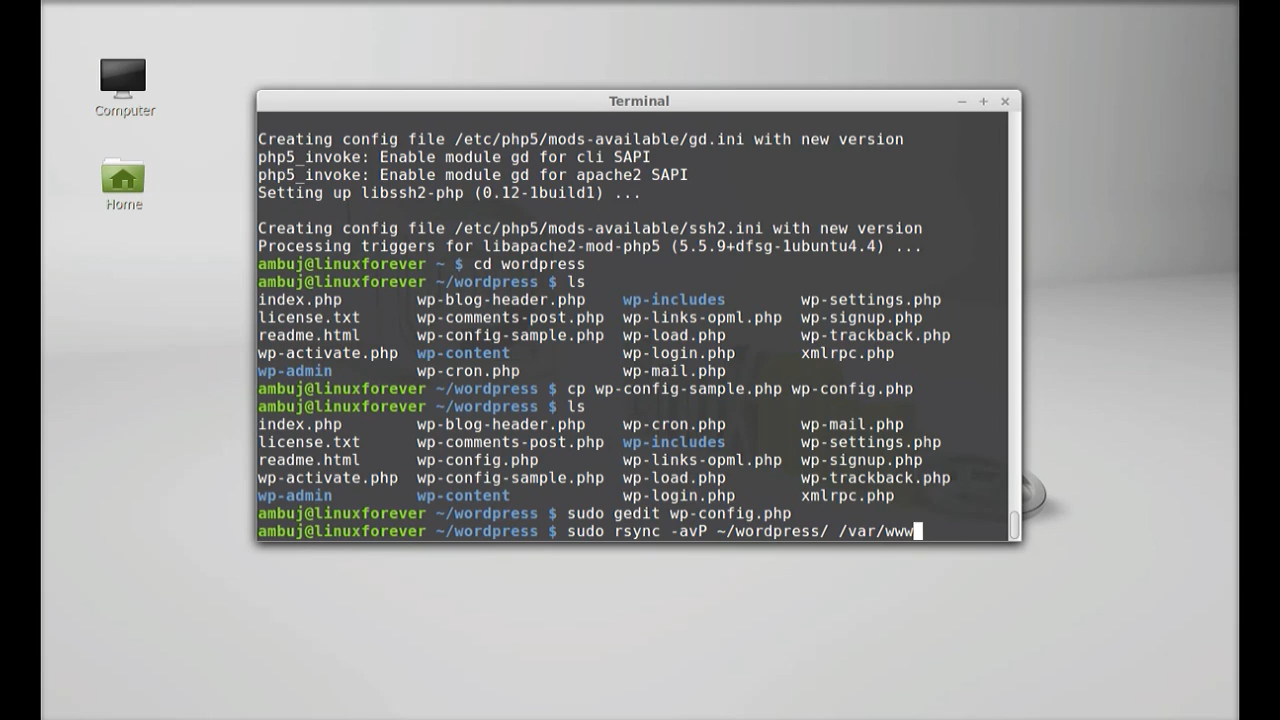 Computer
Home
Terminal
Creating config file /etc/php5/mods-available/gd.ini with new version
php5_invoke: Enable module gd for cli SAPI
php5_invoke: Enable module gd for apache2 SAPI
Setting up libssh2-php (0.12-1build1) ...
Creating config file /etc/php5/mods-available/ssh2.ini with new version
Processing triggers for libapache2-mod-php5 (5.5.9+dfsg-1ubuntu4.4) ...
ambuj@linuxforever ~ $ cd wordpress
ambuj@linuxforever ~/wordpress $ ls
index.php wp-blog-header.php wp-includes wp-settings.php
license.txt wp-comments-post.php wp-links-opml.php wp-signup.php
readme.html wp-config-sample.php wp-load.php wp-trackback.php
wp-activate.php wp-content wp-login.php xmlrpc.php
wp-admin wp-cron.php wp-mail.php
ambuj@linuxforever ~/wordpress $ cp wp-config-sample.php wp-config.php
ambuj@linuxforever ~/wordpress $ ls
index.php wp-blog-header.php wp-cron.php wp-mail.php
license.txt wp-comments-post.php wp-includes wp-settings.php
readme.html wp-config.php wp-links-opml.php wp-signup.php
wp-activate.php wp-config-sample.php wp-load.php wp-trackback.php
wp-admin wp-content wp-login.php xmlrpc.php
ambuj@linuxforever ~/wordpress $ sudo gedit wp-config.php
ambuj@linuxforever ~/wordpress $ sudo rsync -avP ~/wordpress/ /var/www